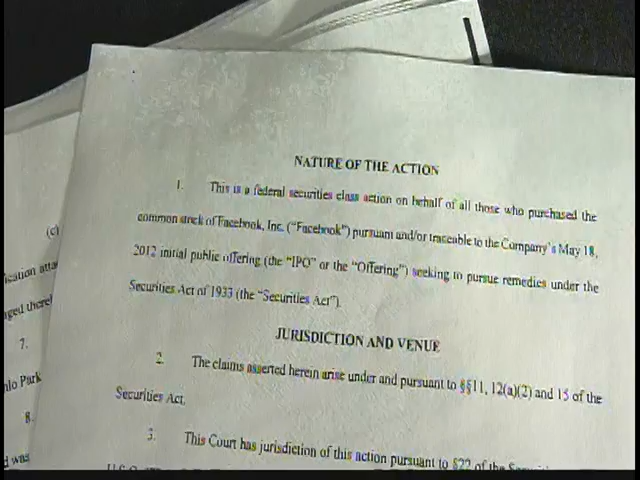 NATURE OF THE ACTION
1. This is a federal securities class action on behalf of all those who purchased the
common stock of Facebook, Inc. ("Facebook") pursuant and/or traceable to the Company's May 18,
2012 initial public offering (the "IPO" or the "Offering") seeking to pursue remedies under the
Securities Act of 1933 (the "Securities Act").
JURISDICTION AND VENUE
2. The claims asserted herein arise under and pursuant to §§11, 12(a)(2) and 15 of the
Securities Act.
3. This Court has jurisdiction of this action pursuant to §22 of the
(c)
7.
Park
8.
was